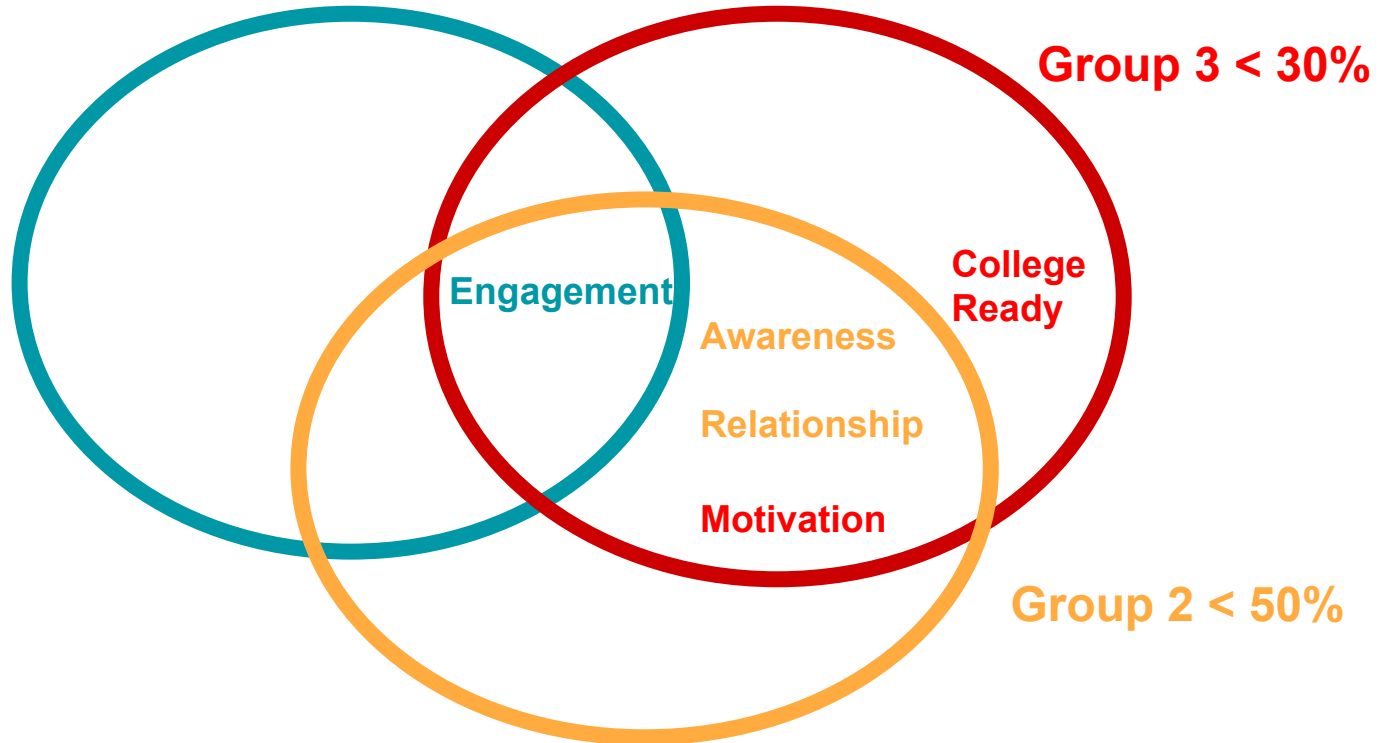 Group 3 < 30%
College
Ready
Engagement
Awareness
Relationship
Motivation
Group 2 < 50%